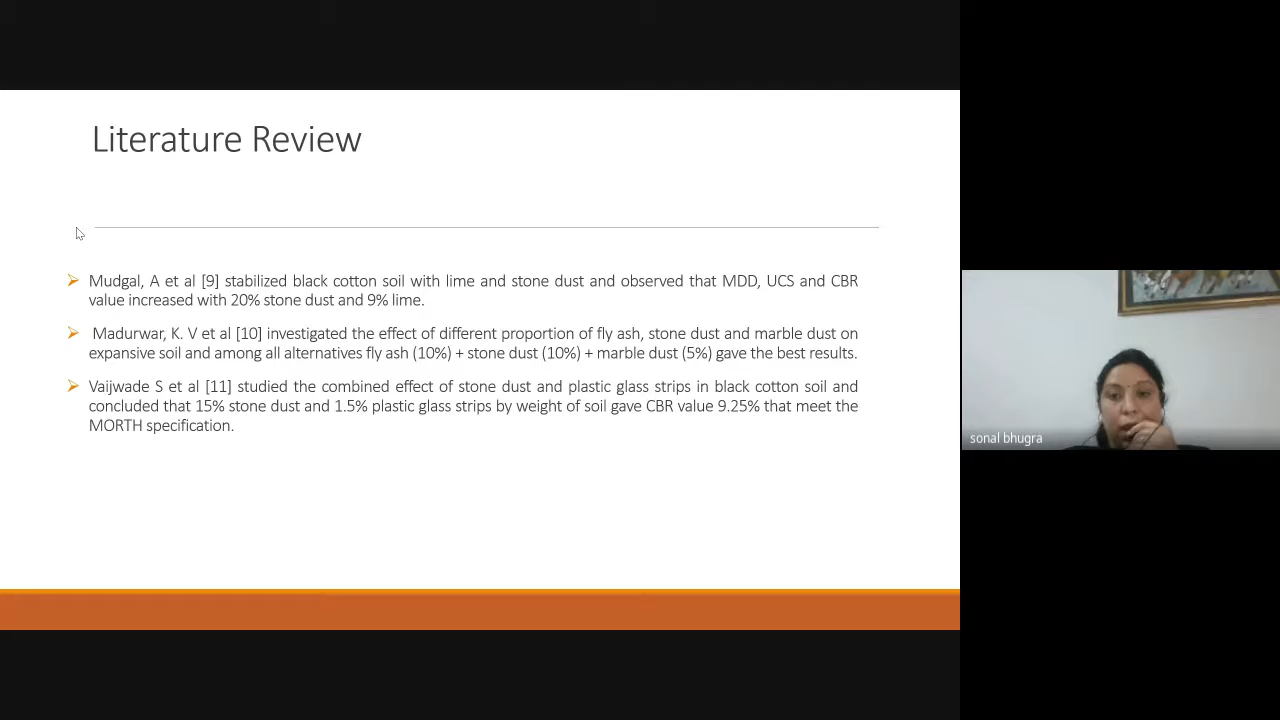 Literature Review
Mudgal, A et al [9] stabilized black cotton soil with lime and stone dust and observed that MDD, UCS and CBR
value increased with 20% stone dust and 9% lime.
Madurwar, K. V et al [10] investigated the effect of different proportion of fly ash, stone dust and marble dust on
expansive soil and among all alternatives fly ash (10%) + stone dust (10%) + marble dust (5%) gave the best results.
Vaijwade S et al [11] studied the combined effect of stone dust and plastic glass strips in black cotton soil and
concluded that 15% stone dust and 1.5% plastic glass strips by weight of soil gave CBR value 9.25% that meet the
MORTH specification.
sonal bhugra